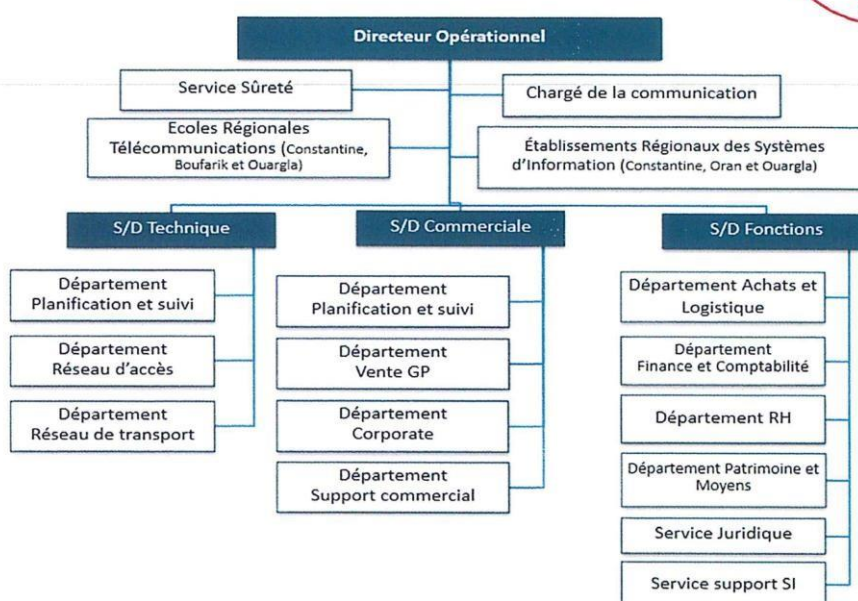 Directeur Opérationnel
Service Sûreté
Chargé de la communication
Ecoles Régionales
Télécommunications (Constantine,
Boufarik et Ouargla)
Établissements Régionaux des Systèmes
d'Information (Constantine, Oran et Ouargla)
S/D Technique
Département
Planification et suivi
Département
Réseau d'accès
Département
Réseau de transport
S/D Commerciale
Département
Planification et suivi
Département
Vente GP
Département
Corporate
Département
Support commercial
S/D Fonctions
Département Achats et
Logistique
Département
Finance et Comptabilité
Département RH
Département Patrimoine et
Moyens
Service Juridique
Service support SI